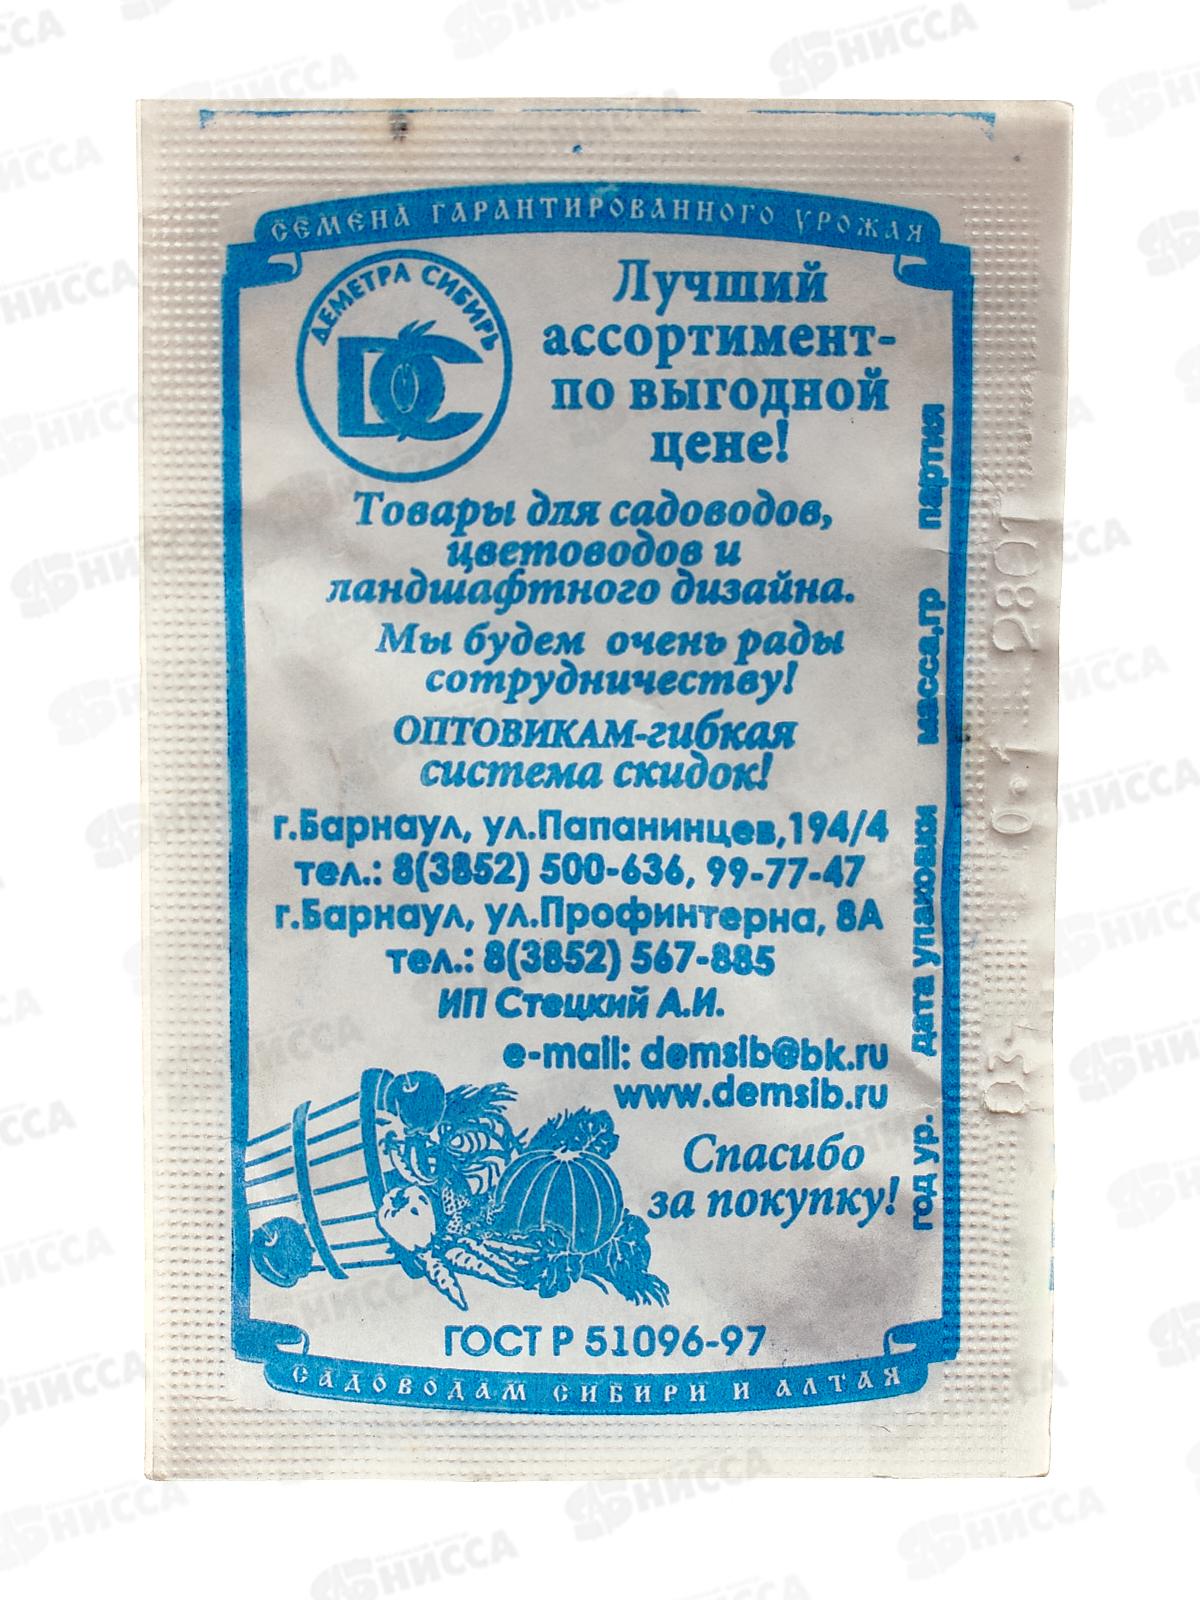 СЕМЕНА ГАРАНТИРОВАННОГО УРОЖАЯ
ДЕМЕТРА СИБИРЬ
DC
Лучший
ассортимент-
по выгодной
цене!
Товары для садоводов,
цветоводов и
ландшафтного дизайна.
Мы будем очень рады
сотрудничеству!
ОПТОВИКАМ-гибкая
система скидок!
г.Барнаул, ул.Папанинцев,194/4
тел.: 8(3852) 500-636, 99-77-47
г.Барнаул, ул.Профинтерна, 8А
тел.: 8(3852) 567-885
ИП Стецкий А.И.
e-mail: demsib@bk.ru
www.demsib.ru
Спасибо
за покупку!
ГОСТ Р 51096-97
САДОВОДАМ СИБИРИ И АЛТАЯ
год ур. дата упаковки масса,гр партия
НИССА